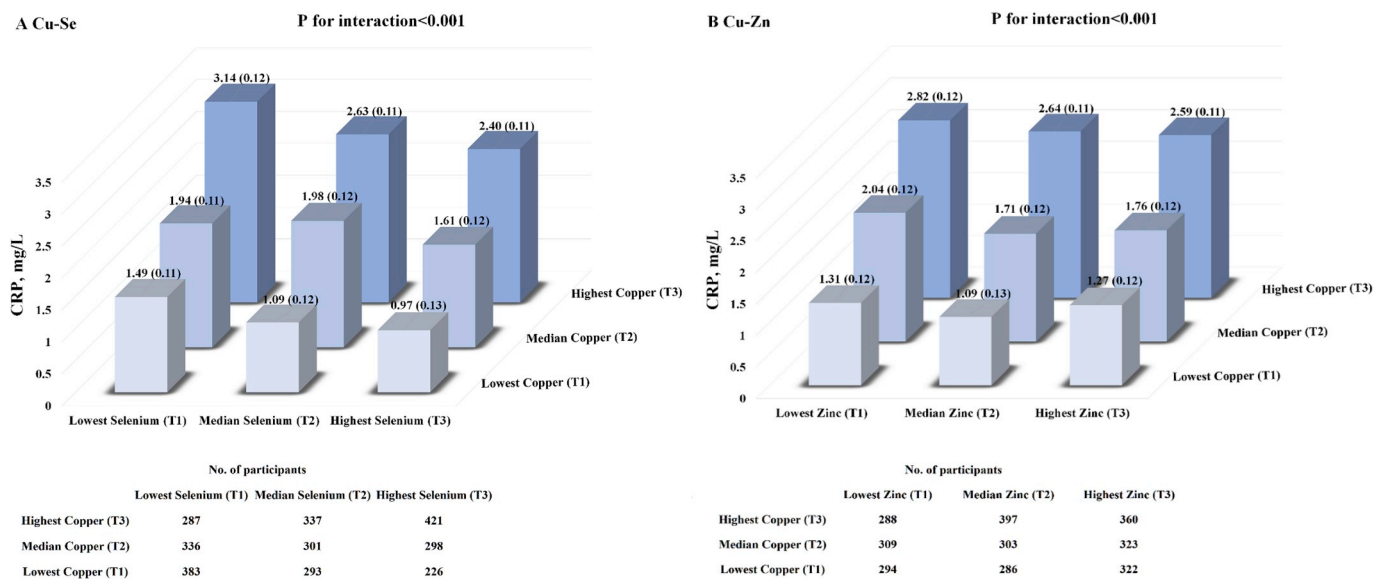 A Cu-Se
P for interaction<0.001
3.14 (0.12)
2.63 (0.11)
2.40 (0.11)
1.94 (0.11)
1.98 (0.12)
1.61 (0.12)
1.49 (0.11)
1.09 (0.12)
0.97 (0.13)
CRP, mg/L
3.5
3
2.5
2
1.5
1
0.5
0
Highest Copper (T3)
Median Copper (T2)
Lowest Copper (T1)
Lowest Selenium (T1) Median Selenium (T2) Highest Selenium (T3)
No. of participants
Lowest Selenium (T1) Median Selenium (T2) Highest Selenium (T3)
Highest Copper (T3) 287 337 421
Median Copper (T2) 336 301 298
Lowest Copper (T1) 383 293 226
B Cu-Zn
P for interaction<0.001
2.82 (0.12)
2.64 (0.11)
2.59 (0.11)
2.04 (0.12)
1.71 (0.12)
1.76 (0.12)
1.31 (0.12)
1.09 (0.13)
1.27 (0.12)
CRP, mg/L
3.5
3
2.5
2
1.5
1
0.5
0
Highest Copper (T3)
Median Copper (T2)
Lowest Copper (T1)
Lowest Zinc (T1) Median Zinc (T2) Highest Zinc (T3)
No. of participants
Lowest Zinc (T1) Median Zinc (T2) Highest Zinc (T3)
Highest Copper (T3) 288 397 360
Median Copper (T2) 309 303 323
Lowest Copper (T1) 294 286 322